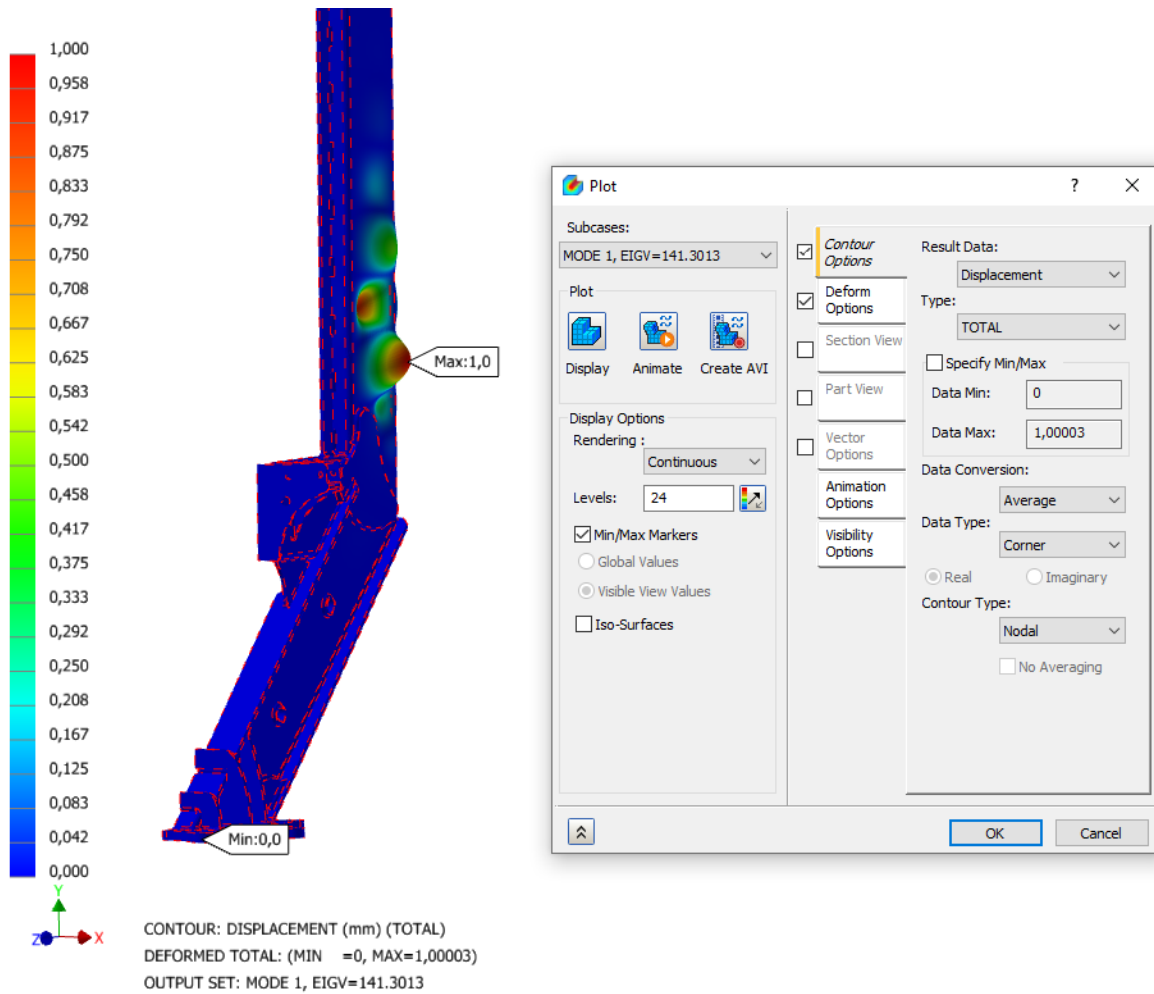 1,000
0,958
0,917
0,875
0,833
0,792
0,750
0,708
0,667
0,625
0,583
0,542
0,500
0,458
0,417
0,375
0,333
0,292
0,250
0,208
0,167
0,125
0,083
0,042
0,000
Max:1,0
Min:0,0
Y
Z
X
CONTOUR: DISPLACEMENT (mm) (TOTAL)
DEFORMED TOTAL: (MIN =0, MAX=1,00003)
OUTPUT SET: MODE 1, EIGV=141.3013
Plot
?
Subcases:
MODE 1, EIGV=141.3013
Plot
Display
Animate
Create AVI
Display Options
Rendering :
Continuous
Levels:
24
Min/Max Markers
Global Values
Visible View Values
Iso-Surfaces
Contour
Options
Deform
Options
Section View
Part View
Vector
Options
Animation
Options
Visibility
Options
Result Data:
Displacement
Type:
TOTAL
Specify Min/Max
Data Min:
0
Data Max:
1,00003
Data Conversion:
Average
Data Type:
Corner
Real
Imaginary
Contour Type:
Nodal
No Averaging
OK
Cancel